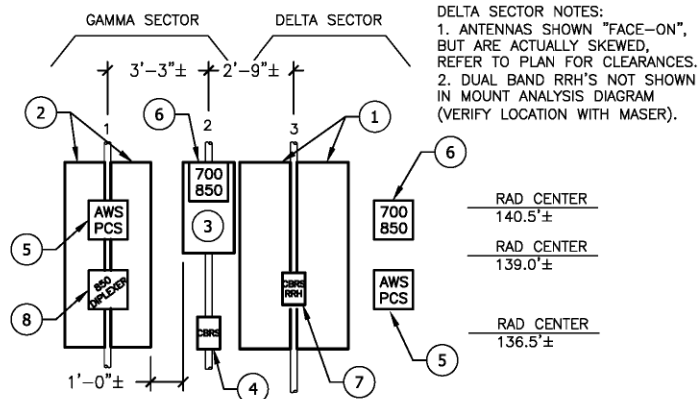 GAMMA SECTOR
DELTA SECTOR
DELTA SECTOR NOTES:
1. ANTENNAS SHOWN "FACE-ON",
BUT ARE ACTUALLY SKEWED,
REFER TO PLAN FOR CLEARANCES.
2. DUAL BAND RRH'S NOT SHOWN
IN MOUNT ANALYSIS DIAGRAM
(VERIFY LOCATION WITH MASER).
3'-3"±
2'-9"±
2
1
6
2
3
1
6
700
850
AWS
PCS
5
3
700
850
RAD CENTER
140.5'±
RAD CENTER
139.0'±
850
DIPLEXER
8
CBRS
RRH
AWS
PCS
CBRS
RAD CENTER
136.5'±
1'-0"±
4
7
5